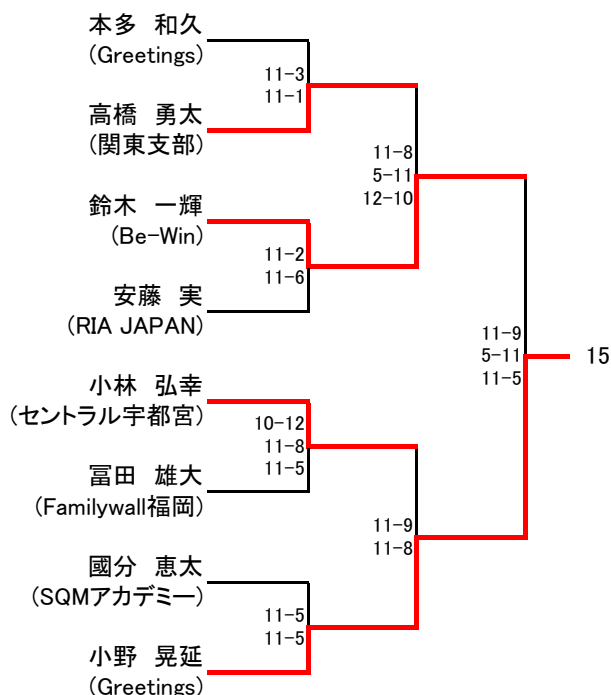 本多 和久
(Greetings)
11-3
11-1
高橋 勇太
(関東支部)
11-8
5-11
12-10
鈴木 一輝
(Be-Win)
11-2
11-6
安藤 実
(RIA JAPAN)
11-9
5-11
11-5
15
小林 弘幸
(セントラル宇都宮)
10-12
11-8
11-5
冨田 雄大
(Familywall福岡)
11-9
11-8
國分 恵太
(SQMアカデミー)
11-5
11-5
小野 晃延
(Greetings)